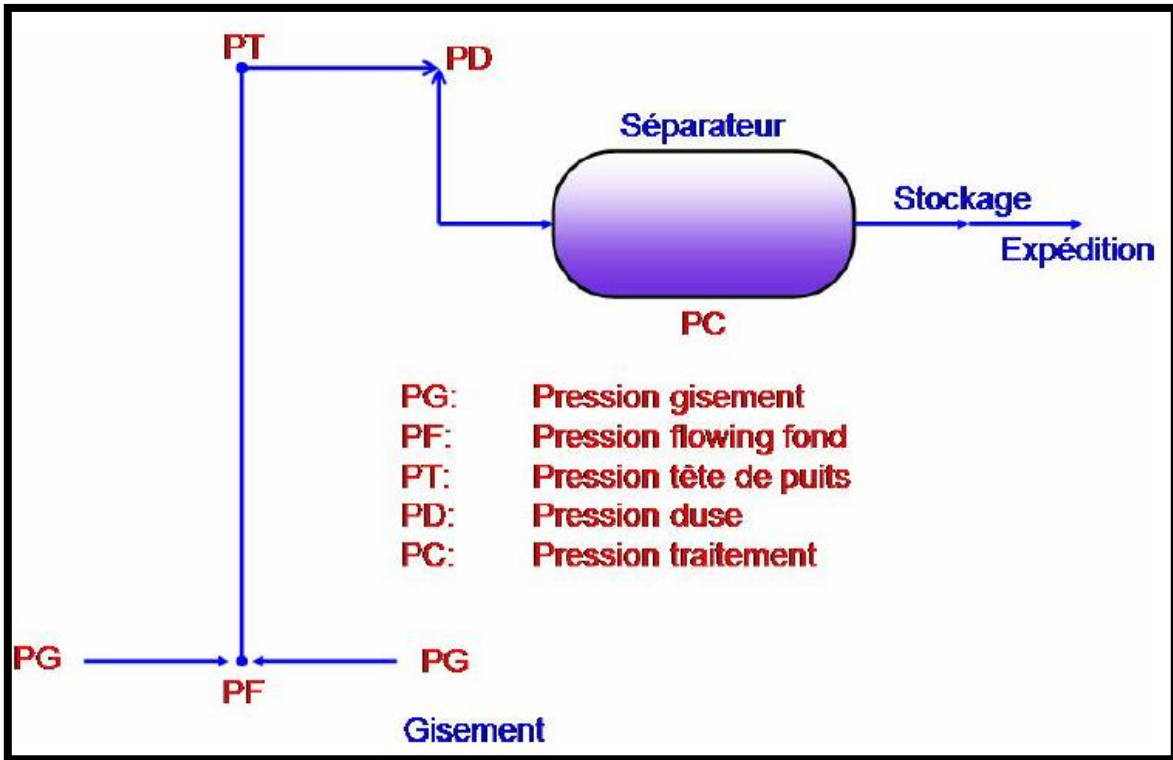 PT
PD
Séparateur
Stockage
Expédition
PC
PG: Pression gisement
PF: Pression flowing fond
PT: Pression tête de puits
PD: Pression duse
PC: Pression traitement
PG
PG
PF
Gisement